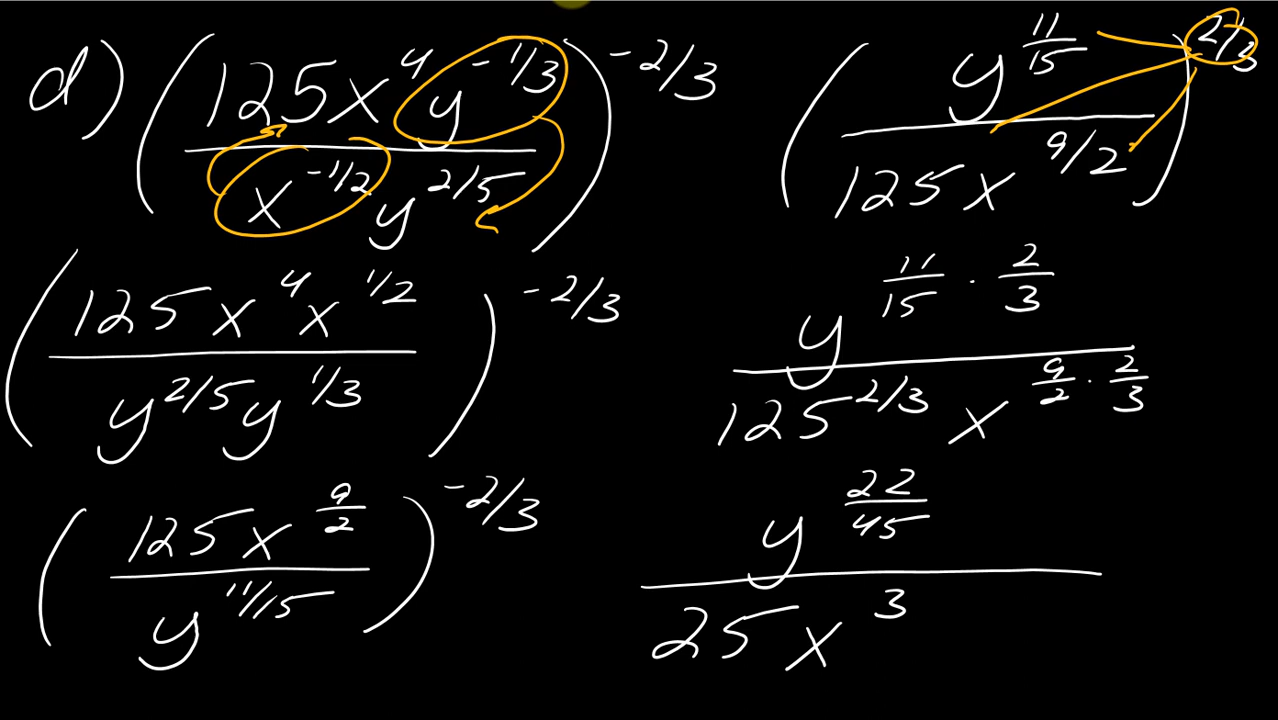 d) (125x^4 y^-1/3 / x^-1/2 y^2/5)^-2/3
(125x^4 x^1/2 / y^2/5 y^1/3)^-2/3
(125x^9/2 / y^11/15)^-2/3
(y^11/15 / 125x^9/2)^2/3
y^(11/15 · 2/3) / 125^2/3 x^(9/2 · 2/3)
y^22/45 / 25x^3